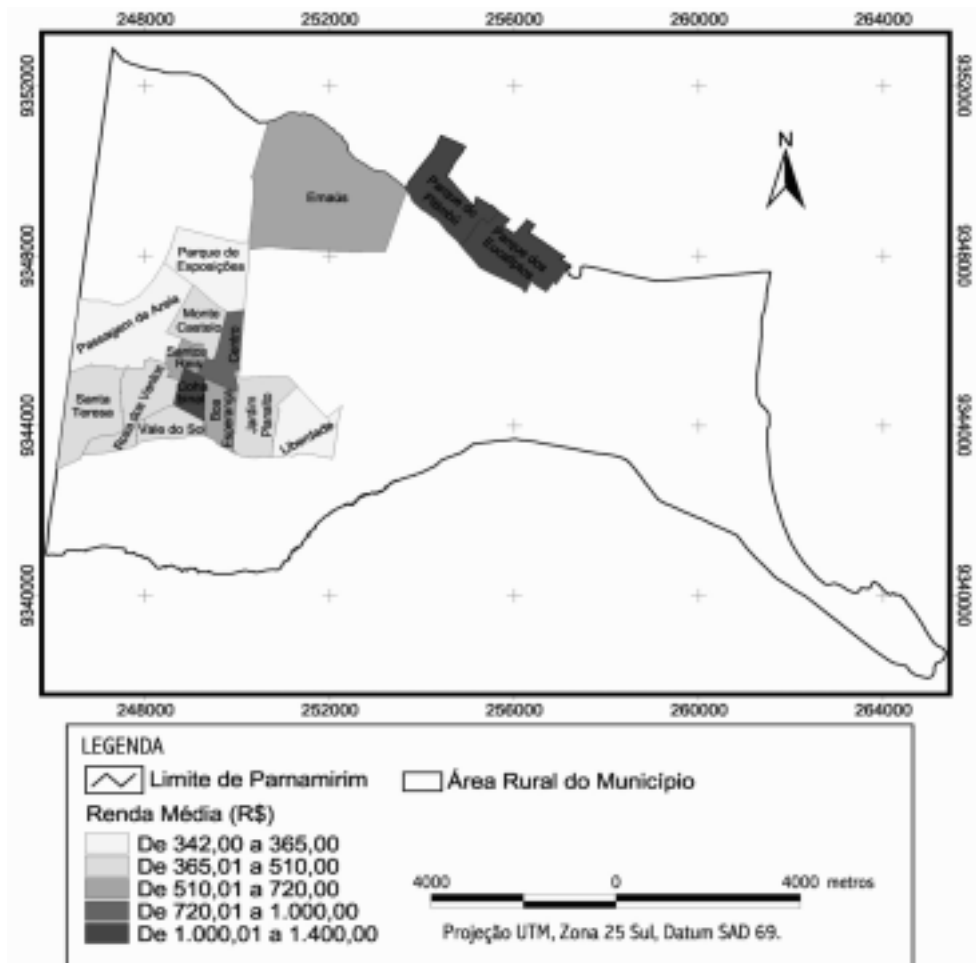 248000 252000 256000 260000 264000
9352000
9352000
N
Emaús
Parque do
Pitimbú
Parque dos
Eucaliptos
9348000
9348000
Parque de
Exposições
Passagem de Areia
Monte
Castelo
Centro
Santos
Reis
Cohabinal
Santa
Tereza
Rosa dos Ventos
Vale do Sol
Boa
Esperança
Jardim
Planalto
Liberdade
9344000
9344000
9340000
9340000
248000 252000 256000 260000 264000
LEGENDA
Limite de Parnamirim Área Rural do Município
Renda Média (R$)
De 342,00 a 365,00
De 365,01 a 510,00
De 510,01 a 720,00
De 720,01 a 1.000,00
De 1.000,01 a 1.400,00
4000 0 4000 metros
Projeção UTM, Zona 25 Sul, Datum SAD 69.